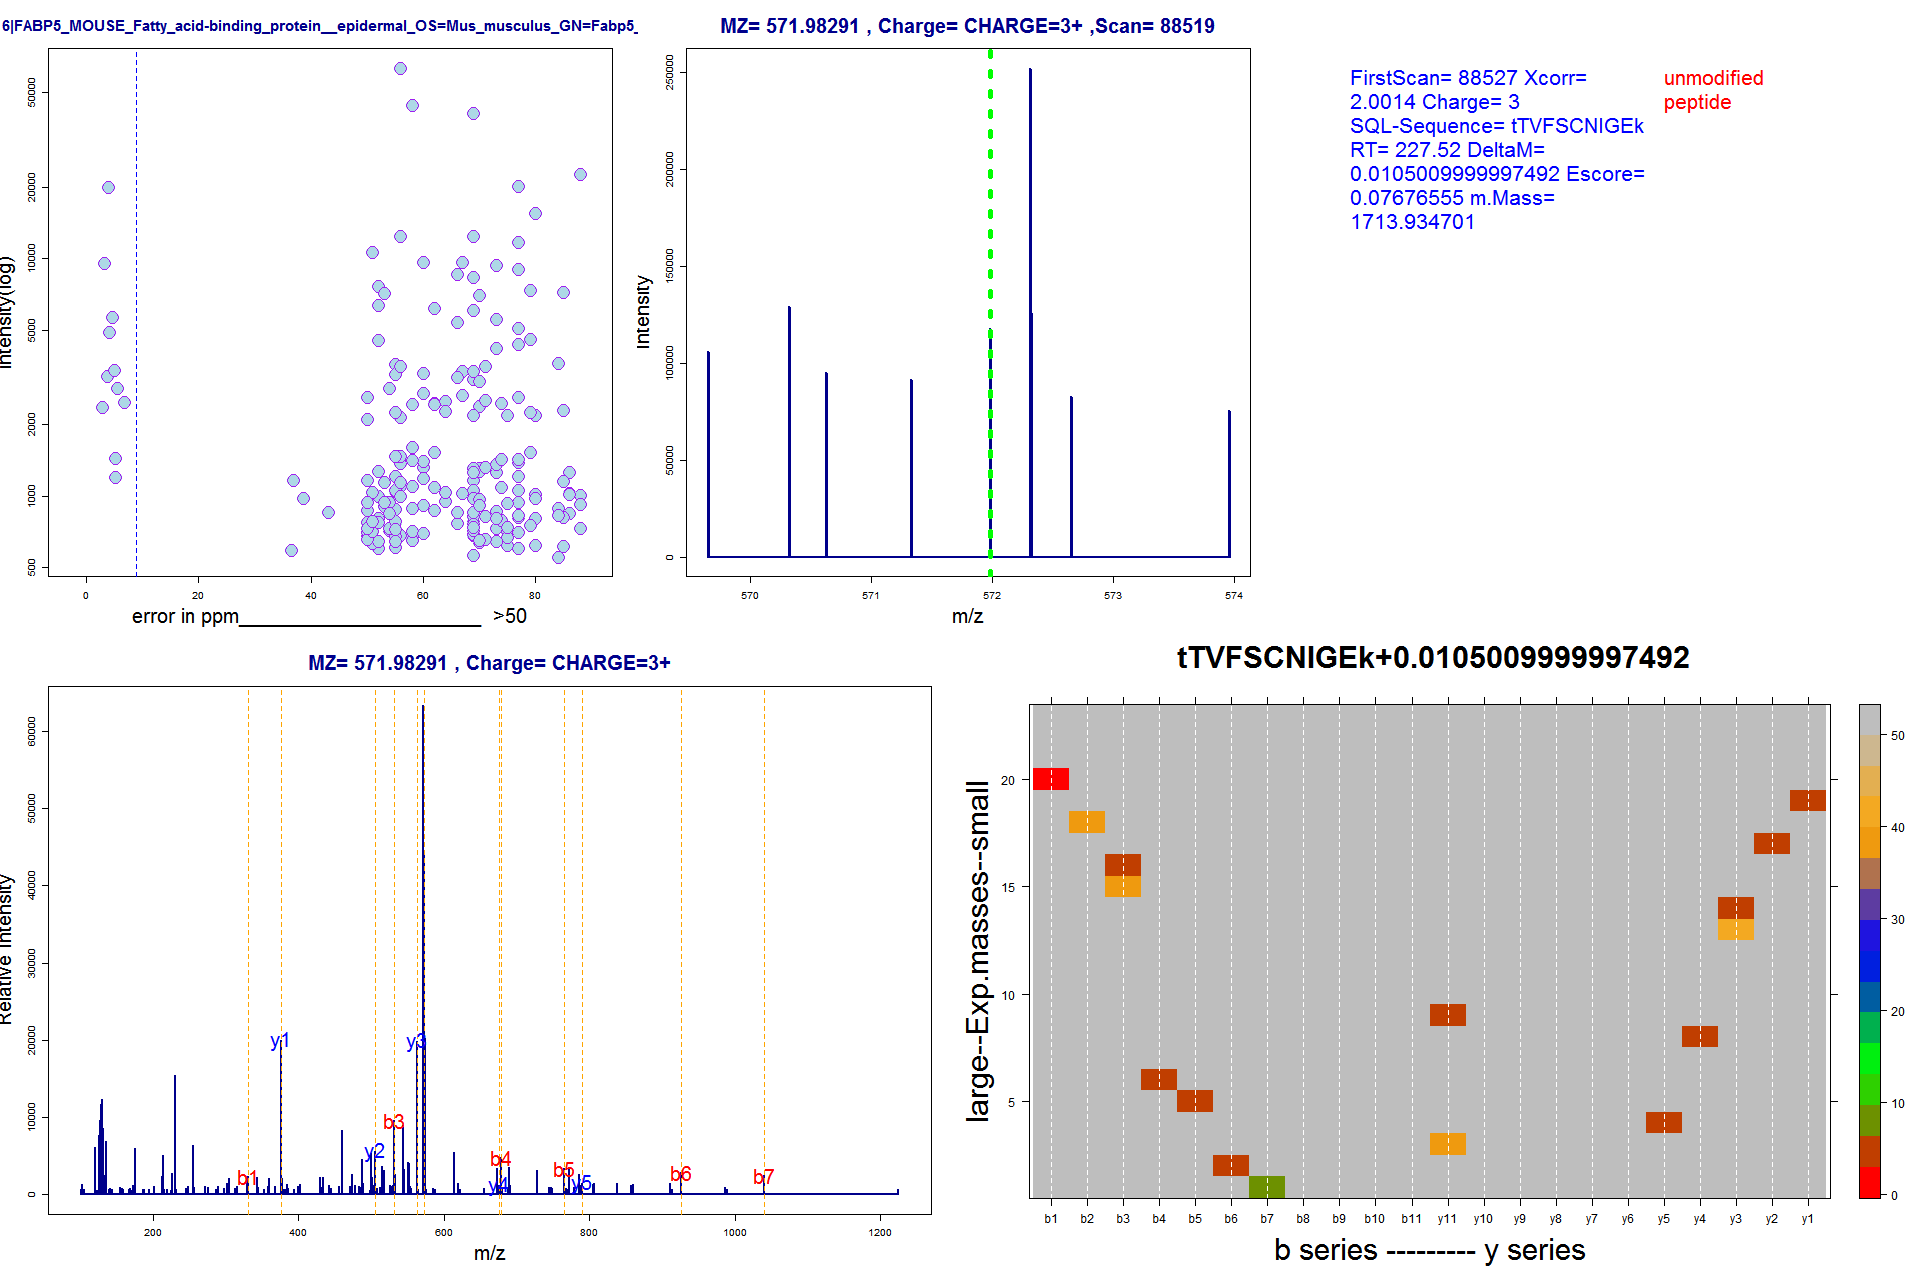 6|FABP5_MOUSE_Fatty_acid-binding_protein__epidermal_OS=Mus_musculus_GN=Fabp5_
Intensity(log)
50000
20000
10000
5000
2000
1000
500
0 20 40 60 80
error in ppm______________________ >50
MZ= 571.98291 , Charge= CHARGE=3+ ,Scan= 88519
Intensity
250000
200000
150000
100000
50000
0
570 571 572 573 574
m/z
FirstScan= 88527 Xcorr=
2.0014 Charge= 3
SQL-Sequence= tTVFSCNIGEk
RT= 227.52 DeltaM=
0.0105009999997492 Escore=
0.07676555 m.Mass=
1713.934701
unmodified
peptide
MZ= 571.98291 , Charge= CHARGE=3+
Relative Intensity
60000
50000
40000
30000
20000
10000
0
b1
y1
y2
b3
y3
b4
y4
b5
y5
b6
b7
200 400 600 800 1000 1200
m/z
tTVFSCNIGEk+0.0105009999997492
large--Exp.masses--small
20
15
10
5
b1 b2 b3 b4 b5 b6 b7 b8 b9 b10 b11 y11 y10 y9 y8 y7 y6 y5 y4 y3 y2 y1
b series --------- y series
50
40
30
20
10
0